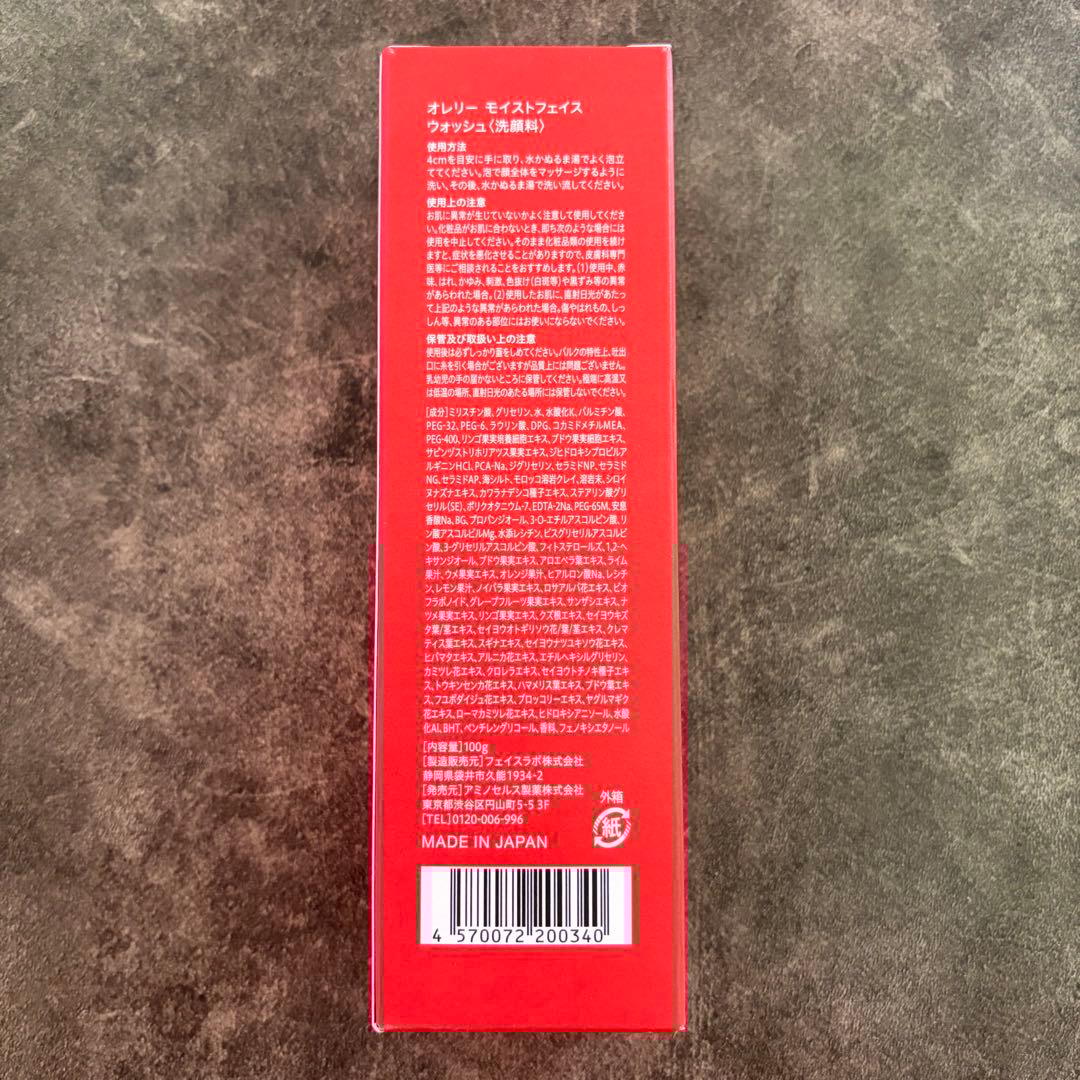 オレリー モイストフェイス
ウォッシュ〈洗顔料〉
使用方法
4cmを目安に手に取り、水かぬるま湯でよく泡立
ててください。泡で顔全体をマッサージするように
洗い、その後、水かぬるま湯で洗い流してください。
使用上の注意
お肌に異常が生じていないかよく注意して使用してくださ
い。化粧品がお肌に合わないとき、即ち次のような場合には
使用を中止してください。そのまま化粧品類の使用を続け
ますと、症状を悪化させることがありますので、皮膚科専門
医等にご相談されることをおすすめします。(1)使用中、赤
味、はれ、かゆみ、刺激、色抜け(白斑等)や黒ずみ等の異常
があらわれた場合。(2)使用したお肌に、直射日光があたっ
て上記のような異常があらわれた場合。傷やはれもの、しっ
しん等、異常のある部位にはお使いにならないでください。
保管及び取扱い上の注意
使用後は必ずしっかり蓋をしめてください。バルクの特性上、吐出
口に糸を引く場合がございますが品質上には問題ございません。
乳幼児の手の届かないところに保管してください。極端に高温又
は低温の場所、直射日光のあたる場所には保管しないでください。
[成分]ミリスチン酸、グリセリン、水、水酸化K、パルミチン酸、
PEG-32、PEG-6、ラウリン酸、DPG、コカミドメチルMEA、
PEG-400、リンゴ果実培養細胞エキス、ブドウ果実細胞エキス、
サピンヅストリホリアツス果実エキス、ジヒドロキシプロピルア
ルギニンHCl、PCA-Na、ジグリセリン、セラミドNP、セラミド
NG、セラミドAP、海シルト、モロッコ溶岩クレイ、溶岩末、シロイ
ヌナズナエキス、カワラナデシコ種子エキス、ステアリン酸グリ
セリル(SE)、ポリクオタニウム-7、EDTA-2Na、PEG-65M、安息
香酸Na、BG、プロパンジオール、3-O-エチルアスコルビン酸、リ
ン酸アスコルビルMg、水添レシチン、ビスグリセリルアスコルビ
ン酸、3-グリセリルアスコルビン酸、フィトステロールズ、1,2-ヘ
キサンジオール、ブドウ果実エキス、アロエベラ葉エキス、ライム
果汁、ウメ果実エキス、オレンジ果汁、ヒアルロン酸Na、レシチ
ン、レモン果汁、ノイバラ果実エキス、ロサアルバ花エキス、ビオ
フラボノイド、グレープフルーツ果実エキス、サンザシエキス、ナ
ツメ果実エキス、リンゴ果実エキス、クズ根エキス、セイヨウキズ
タ葉/茎エキス、セイヨウオトギリソウ花/葉/茎エキス、クレマ
ティス葉エキス、スギナエキス、セイヨウナツユキソウ花エキス、
ヒバマタエキス、アルニカ花エキス、エチルヘキシルグリセリン、
カミツレ花エキス、クロレラエキス、セイヨウトチノキ種子エキ
ス、トウキンセンカ花エキス、ハマメリス葉エキス、ブドウ葉エキ
ス、フユボダイジュ花エキス、ブロッコリーエキス、ヤグルマギク
花エキス、ローマカミツレ花エキス、ヒドロキシアニソール、水酸
化Al、BHT、ペンチレングリコール、香料、フェノキシエタノール
[内容量]100g
[製造販売元]フェイスラボ株式会社
静岡県袋井市久能1934-2
[発売元]アミノセルス製薬株式会社
東京都渋谷区円山町5-5 3F
[TEL]0120-006-996
外箱
紙
MADE IN JAPAN
4 570072 200340